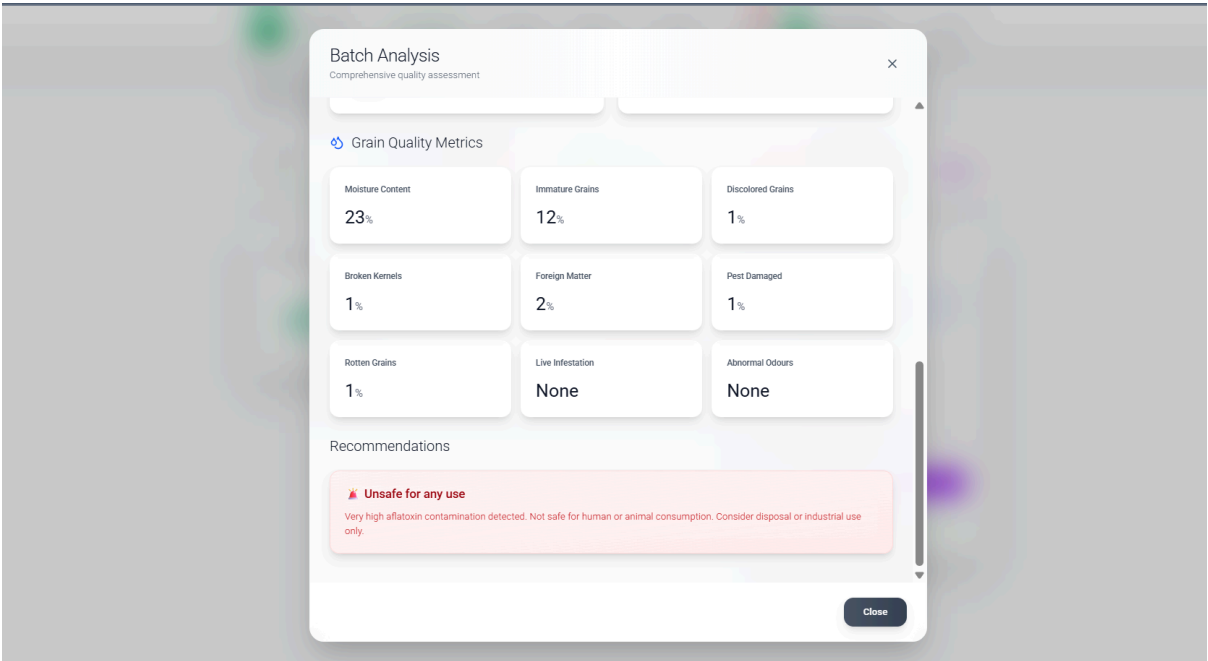 Batch Analysis
Comprehensive quality assessment
Grain Quality Metrics
Moisture Content
23%
Immature Grains
12%
Discolored Grains
1%
Broken Kernels
1%
Foreign Matter
2%
Pest Damaged
1%
Rotten Grains
1%
Live Infestation
None
Abnormal Odours
None
Recommendations
Unsafe for any use
Very high aflatoxin contamination detected. Not safe for human or animal consumption. Consider disposal or industrial use
only.
Close